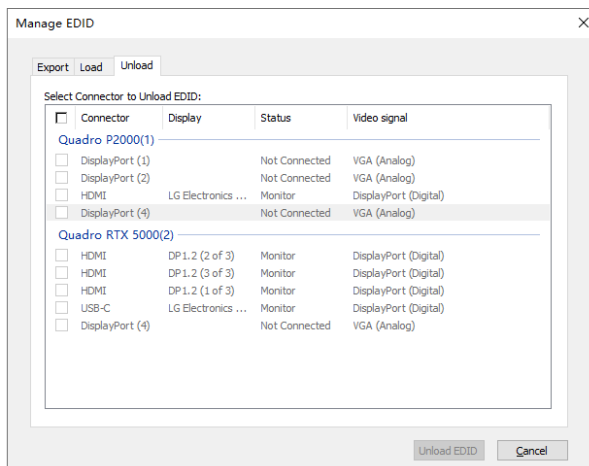 Manage EDID
Export Load Unload
Select Connector to Unload EDID:
Connector Display Status Video signal
Quadro P2000(1)
DisplayPort (1) Not Connected VGA (Analog)
DisplayPort (2) Not Connected VGA (Analog)
HDMI LG Electronics ... Monitor DisplayPort (Digital)
DisplayPort (4) Not Connected VGA (Analog)
Quadro RTX 5000(2)
HDMI DP1.2 (2 of 3) Monitor DisplayPort (Digital)
HDMI DP1.2 (3 of 3) Monitor DisplayPort (Digital)
HDMI DP1.2 (1 of 3) Monitor DisplayPort (Digital)
USB-C LG Electronics ... Monitor DisplayPort (Digital)
DisplayPort (4) Not Connected VGA (Analog)
Unload EDID Cancel